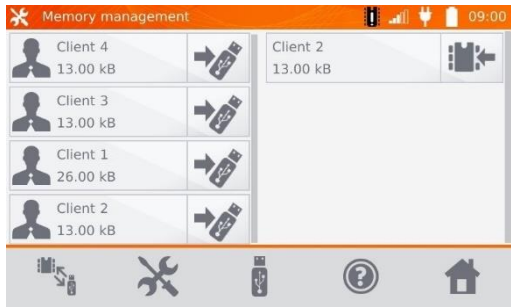 Memory management 09:00
Client 4
13.00 kB
Client 3
13.00 kB
Client 1
26.00 kB
Client 2
13.00 kB
Client 2
13.00 kB